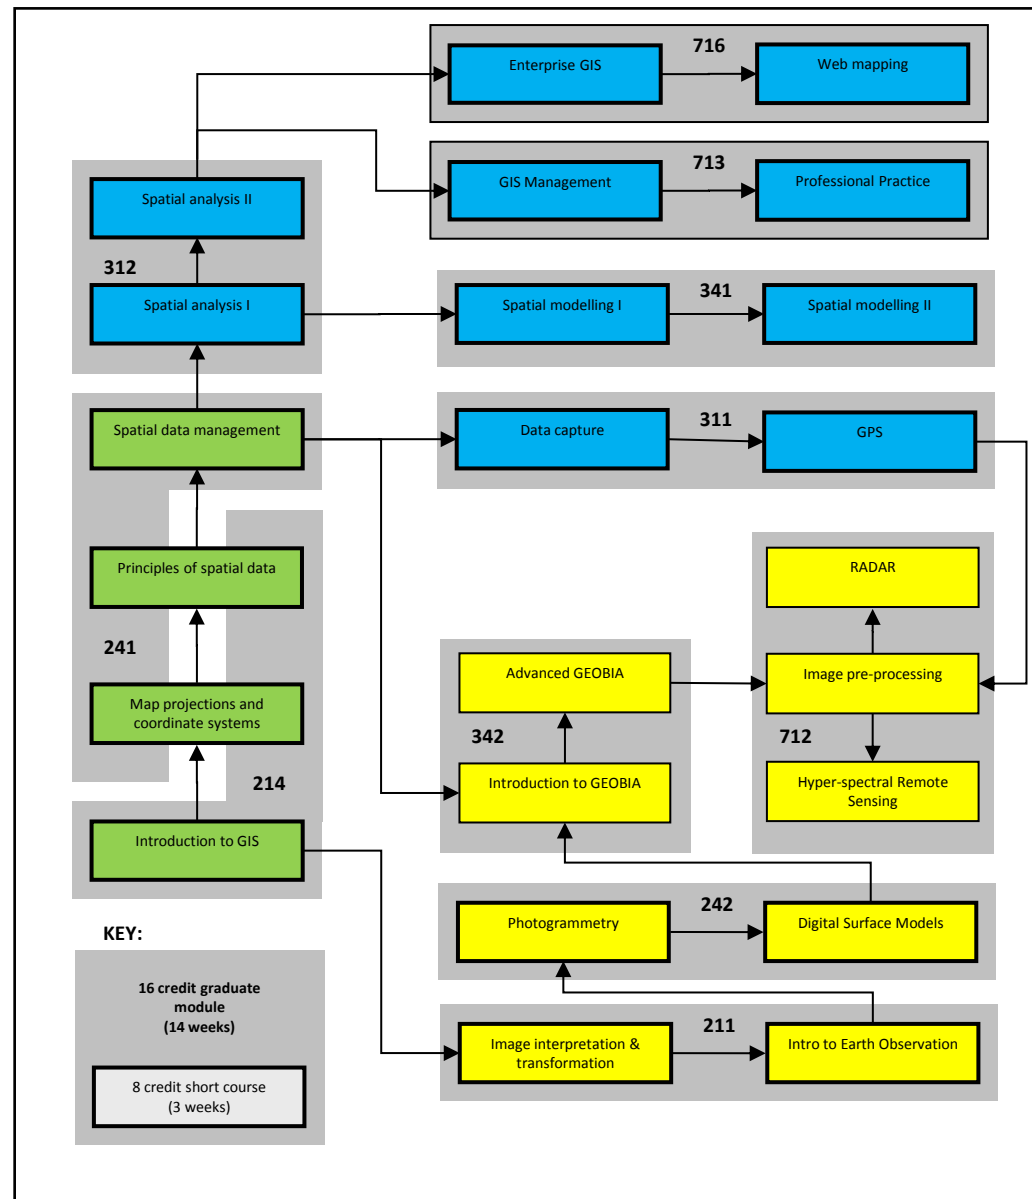 716
Enterprise GIS
Web mapping
713
GIS Management
Professional Practice
Spatial analysis II
312
Spatial analysis I
341
Spatial modelling I
Spatial modelling II
Spatial data management
311
Data capture
GPS
Principles of spatial data
241
Map projections and
coordinate systems
214
Introduction to GIS
RADAR
Advanced GEOBIA
Image pre-processing
342
712
Introduction to GEOBIA
Hyper-spectral Remote
Sensing
242
Photogrammetry
Digital Surface Models
211
Image interpretation &
transformation
Intro to Earth Observation
KEY:
16 credit graduate
module
(14 weeks)
8 credit short course
(3 weeks)